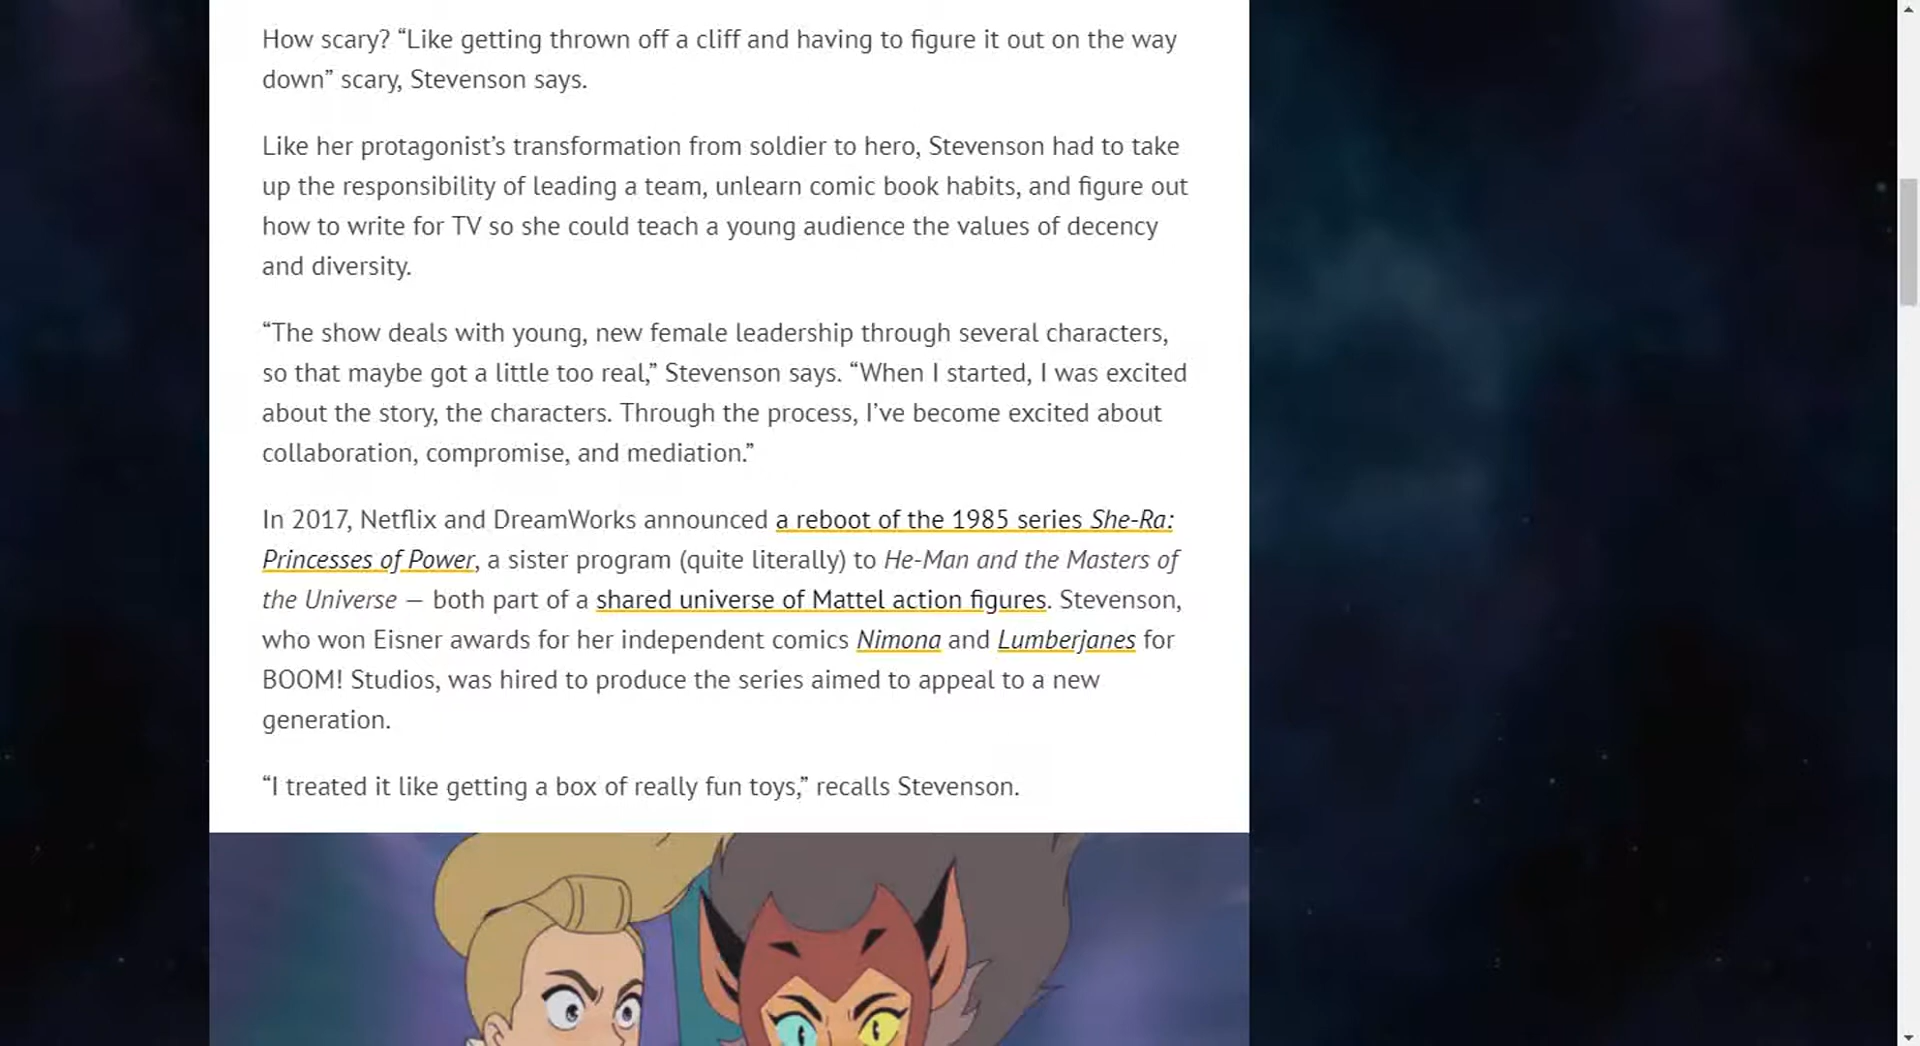 How scary? “Like getting thrown off a cliff and having to figure it out on the way
down” scary, Stevenson says.
Like her protagonist’s transformation from soldier to hero, Stevenson had to take
up the responsibility of leading a team, unlearn comic book habits, and figure out
how to write for TV so she could teach a young audience the values of decency
and diversity.
“The show deals with young, new female leadership through several characters,
so that maybe got a little too real,” Stevenson says. “When I started, I was excited
about the story, the characters. Through the process, I’ve become excited about
collaboration, compromise, and mediation.”
In 2017, Netflix and DreamWorks announced a reboot of the 1985 series She-Ra:
Princesses of Power, a sister program (quite literally) to He-Man and the Masters of
the Universe — both part of a shared universe of Mattel action figures. Stevenson,
who won Eisner awards for her independent comics Nimona and Lumberjanes for
BOOM! Studios, was hired to produce the series aimed to appeal to a new
generation.
“I treated it like getting a box of really fun toys,” recalls Stevenson.